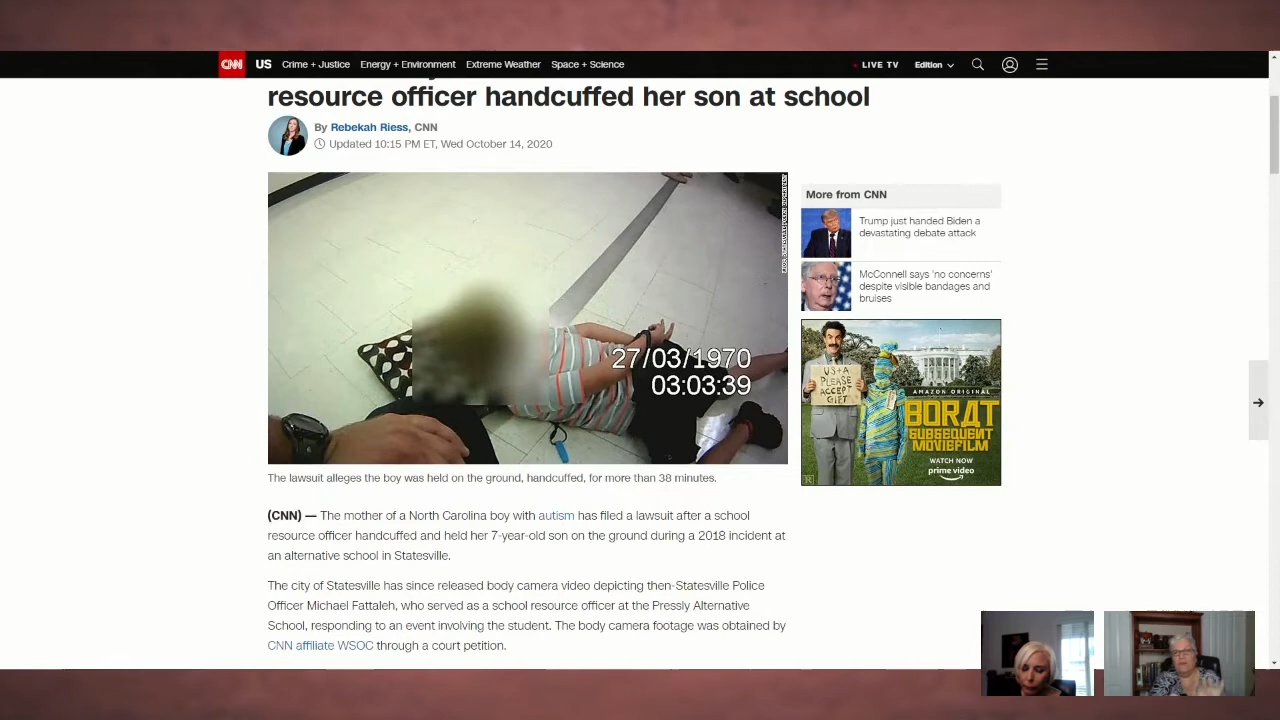 CNN US Crime + Justice Energy + Environment Extreme Weather Space + Science LIVE TV Edition
resource officer handcuffed her son at school
By Rebekah Riess, CNN
Updated 10:15 PM ET, Wed October 14, 2020
27/03/1970
03:03:39
The lawsuit alleges the boy was held on the ground, handcuffed, for more than 38 minutes.
(CNN) — The mother of a North Carolina boy with autism has filed a lawsuit after a school
resource officer handcuffed and held her 7-year-old son on the ground during a 2018 incident at
an alternative school in Statesville.
The city of Statesville has since released body camera video depicting then-Statesville Police
Officer Michael Fattaleh, who served as a school resource officer at the Pressly Alternative
School, responding to an event involving the student. The body camera footage was obtained by
CNN affiliate WSOC through a court petition.
More from CNN
Trump just handed Biden a
devastating debate attack
McConnell says 'no concerns'
despite visible bandages and
bruises
US+A
PLEASE
ACCEPT
GIFT
AMAZON ORIGINAL
BORAT
SUBSEQUENT
MOVIEFILM
WATCH NOW
prime video
R